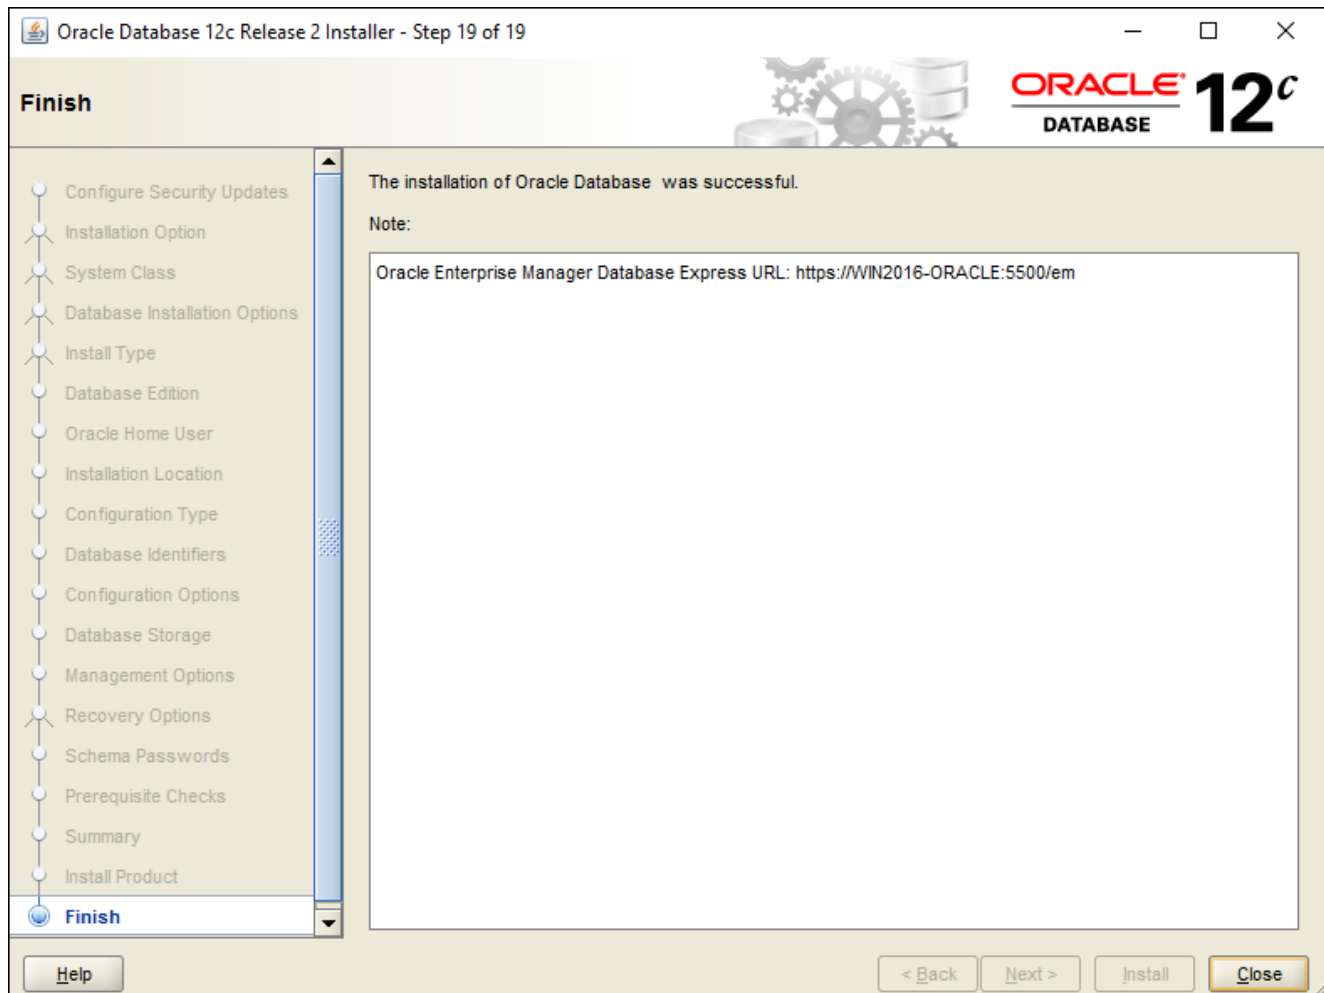 Oracle Database 12c Release 2 Installer - Step 19 of 19
Finish
ORACLE
DATABASE
12c
Configure Security Updates
Installation Option
System Class
Database Installation Options
Install Type
Database Edition
Oracle Home User
Installation Location
Configuration Type
Database Identifiers
Configuration Options
Database Storage
Management Options
Recovery Options
Schema Passwords
Prerequisite Checks
Summary
Install Product
Finish
The installation of Oracle Database  was successful.
Note:
Oracle Enterprise Manager Database Express URL: https://WIN2016-ORACLE:5500/em
Help
< Back
Next >
Install
Close